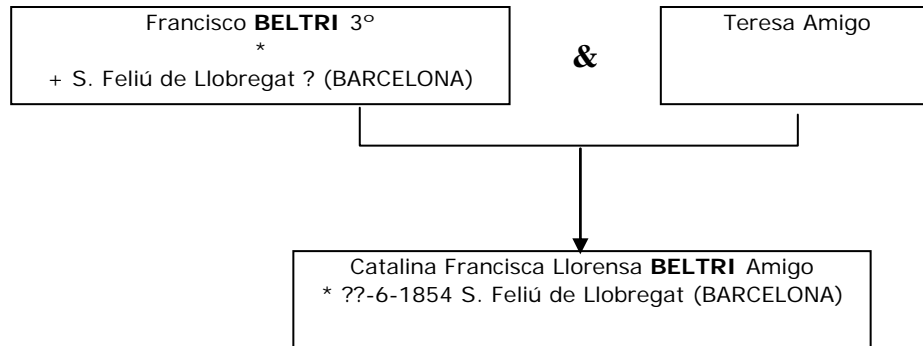 Francisco BELTRI 3º
*
+ S. Feliú de Llobregat ? (BARCELONA)
&
Teresa Amigo
Catalina Francisca Llorensa BELTRI Amigo
* ??-6-1854 S. Feliú de Llobregat (BARCELONA)